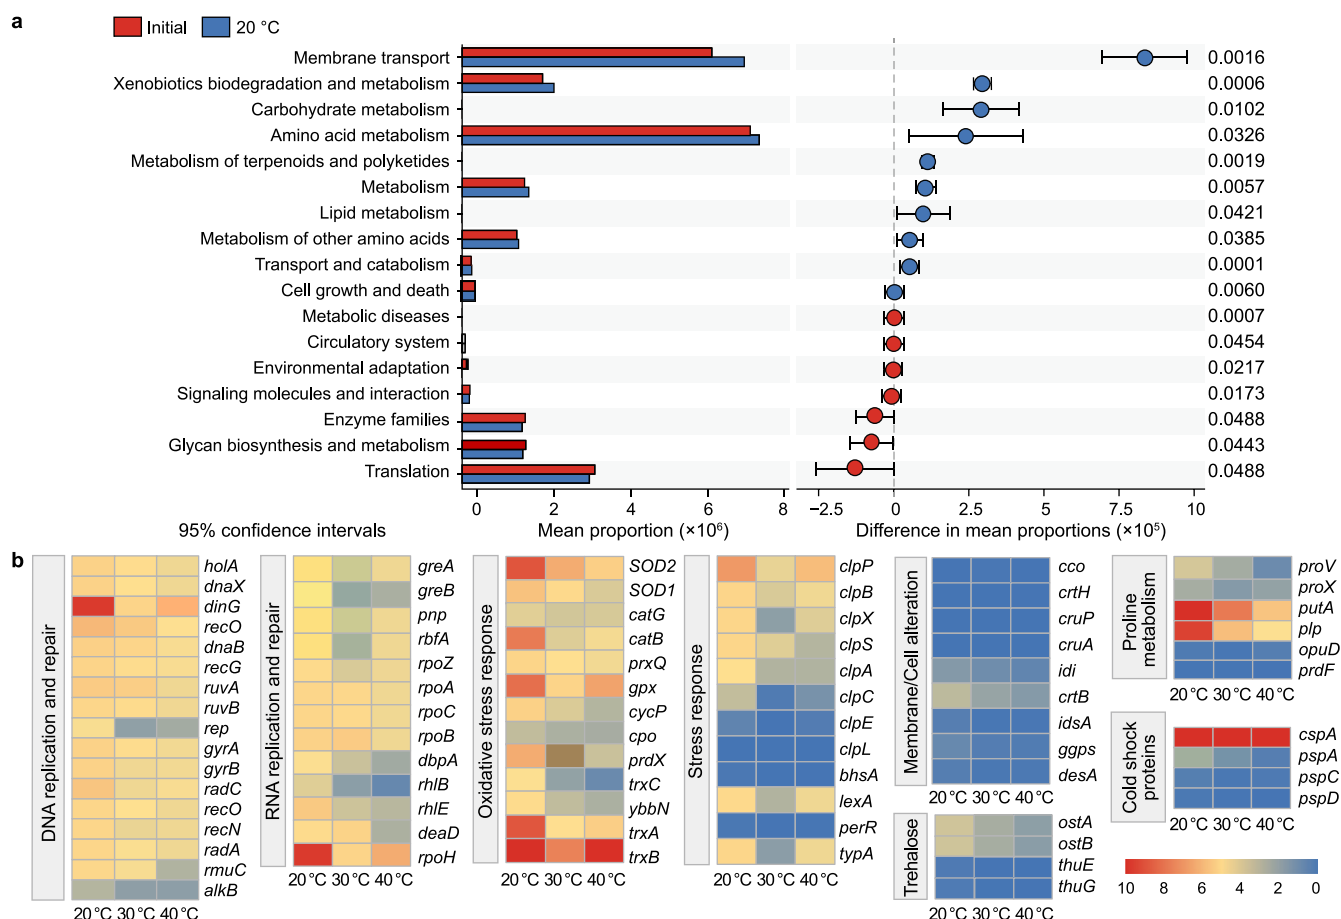 a
Initial
20 °C
Membrane transport
0.0016
Xenobiotics biodegradation and metabolism
0.0006
Carbohydrate metabolism
0.0102
Amino acid metabolism
0.0326
Metabolism of terpenoids and polyketides
0.0019
Metabolism
0.0057
Lipid metabolism
0.0421
Metabolism of other amino acids
0.0385
Transport and catabolism
0.0001
Cell growth and death
0.0060
Metabolic diseases
0.0007
Circulatory system
0.0454
Environmental adaptation
0.0217
Signaling molecules and interaction
0.0173
Enzyme families
0.0488
Glycan biosynthesis and metabolism
0.0443
Translation
0.0488
0 2 4 6 8
−2.5 0 2.5 5 7.5 10
95% confidence intervals
Mean proportion (×10⁶)
Difference in mean proportions (×10⁵)
b
DNA replication and repair
holA
dnaX
dinG
recO
dnaB
recG
ruvA
ruvB
rep
gyrA
gyrB
radC
recO
recN
radA
rmuC
alkB
20 °C 30 °C 40 °C
RNA replication and repair
greA
greB
pnp
rbfA
rpoZ
rpoA
rpoC
rpoB
dbpA
rhlB
rhlE
deaD
rpoH
20 °C 30 °C 40 °C
Oxidative stress response
SOD2
SOD1
catG
catB
prxQ
gpx
cycP
cpo
prdX
trxC
ybbN
trxA
trxB
20 °C 30 °C 40 °C
Stress response
clpP
clpB
clpX
clpS
clpA
clpC
clpE
clpL
bhsA
lexA
perR
typA
20 °C 30 °C 40 °C
Membrane/Cell alteration
cco
crtH
cruP
cruA
idi
crtB
idsA
ggps
desA
20 °C 30 °C 40 °C
Trehalose
ostA
ostB
thuE
thuG
20 °C 30 °C 40 °C
Proline
metabolism
proV
proX
putA
plp
opuD
prdF
20 °C 30 °C 40 °C
Cold shock
proteins
cspA
pspA
pspC
pspD
20 °C 30 °C 40 °C
10 8 6 4 2 0